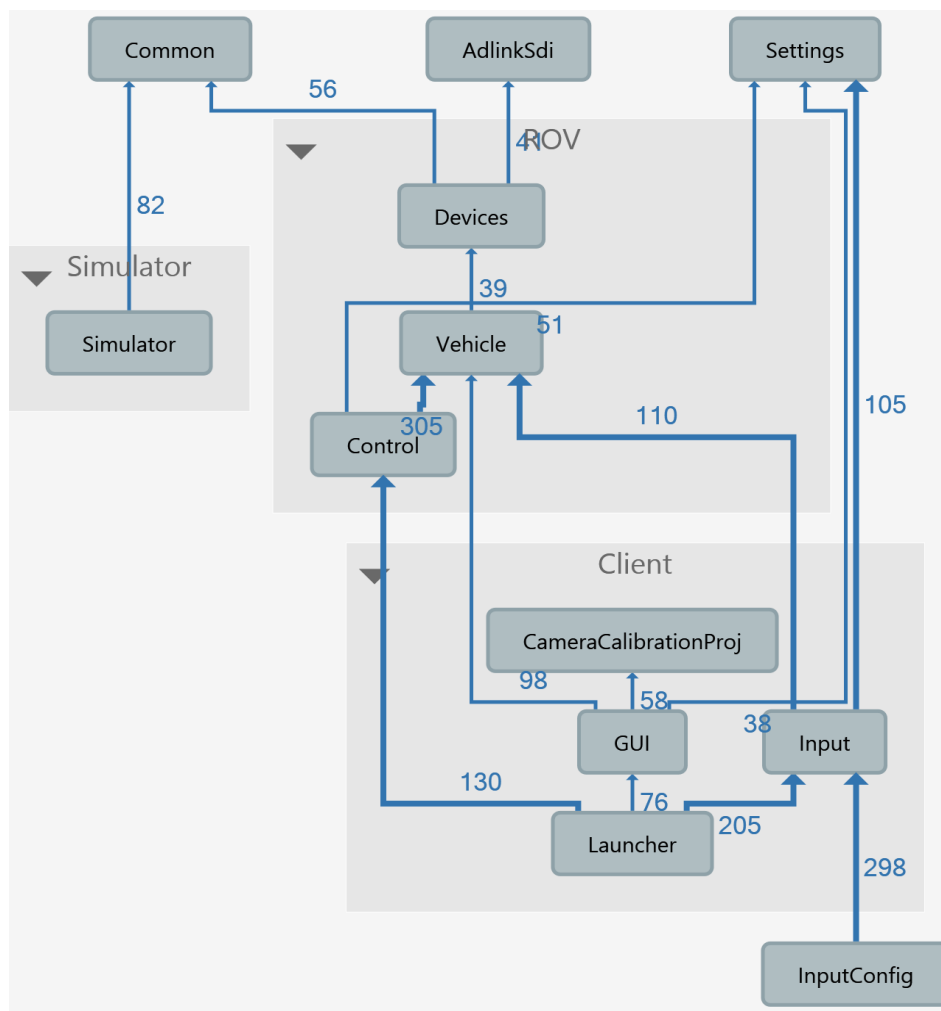 Common
AdlinkSdi
Settings
56
41
ROV
82
Devices
Simulator
39
51
Simulator
Vehicle
105
110
305
Control
Client
CameraCalibrationProj
98
58
38
GUI
Input
130
76
205
Launcher
298
InputConfig